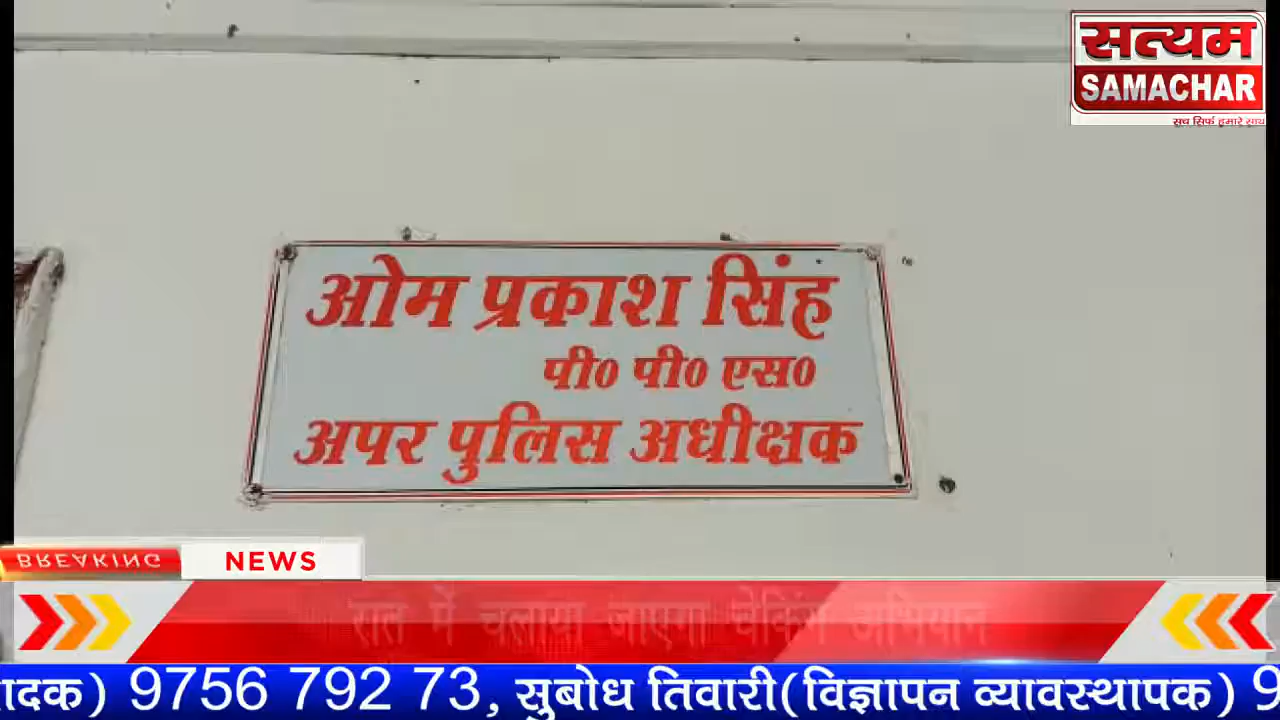 सत्यम
SAMACHAR
सच सिर्फ हमारे साथ
ओम प्रकाश सिंह
पी० पी० एस०
अपर पुलिस अधीक्षक
BREAKING NEWS
रात में चलाया जाएगा चेकिंग अभियान
ादक) 9756 792 73, सुबोध तिवारी(विज्ञापन व्यावस्थापक) 9